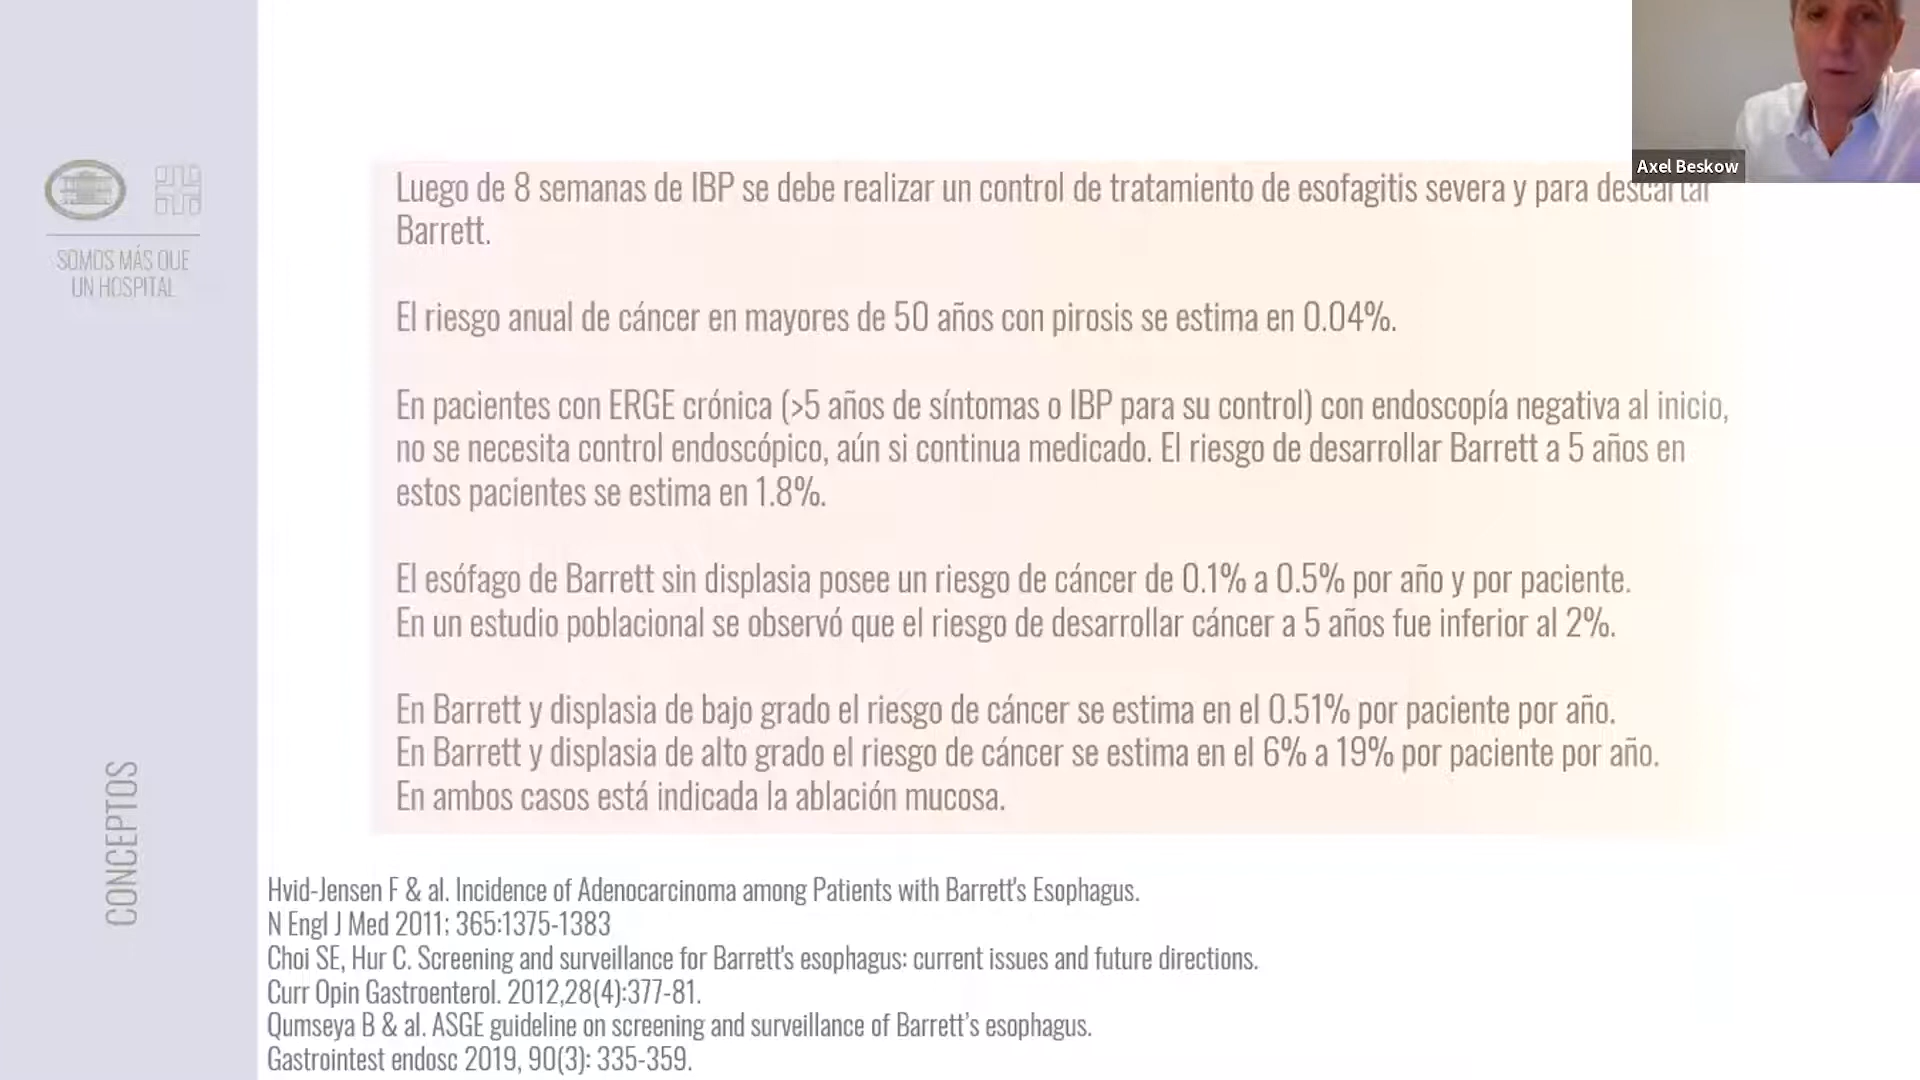 Axel Beskow
SOMOS MÁS QUE
UN HOSPITAL
CONCEPTOS
Luego de 8 semanas de IBP se debe realizar un control de tratamiento de esofagitis severa y para descartar
Barrett.
El riesgo anual de cáncer en mayores de 50 años con pirosis se estima en 0.04%.
En pacientes con ERGE crónica (>5 años de síntomas o IBP para su control) con endoscopía negativa al inicio,
no se necesita control endoscópico, aún si continua medicado. El riesgo de desarrollar Barrett a 5 años en
estos pacientes se estima en 1.8%.
El esófago de Barrett sin displasia posee un riesgo de cáncer de 0.1% a 0.5% por año y por paciente.
En un estudio poblacional se observó que el riesgo de desarrollar cáncer a 5 años fue inferior al 2%.
En Barrett y displasia de bajo grado el riesgo de cáncer se estima en el 0.51% por paciente por año.
En Barrett y displasia de alto grado el riesgo de cáncer se estima en el 6% a 19% por paciente por año.
En ambos casos está indicada la ablación mucosa.
Hvid-Jensen F & al. Incidence of Adenocarcinoma among Patients with Barrett's Esophagus.
N Engl J Med 2011; 365:1375-1383
Choi SE, Hur C. Screening and surveillance for Barrett's esophagus: current issues and future directions.
Curr Opin Gastroenterol. 2012,28(4):377-81.
Qumseya B & al. ASGE guideline on screening and surveillance of Barrett’s esophagus.
Gastrointest endosc 2019, 90(3): 335-359.